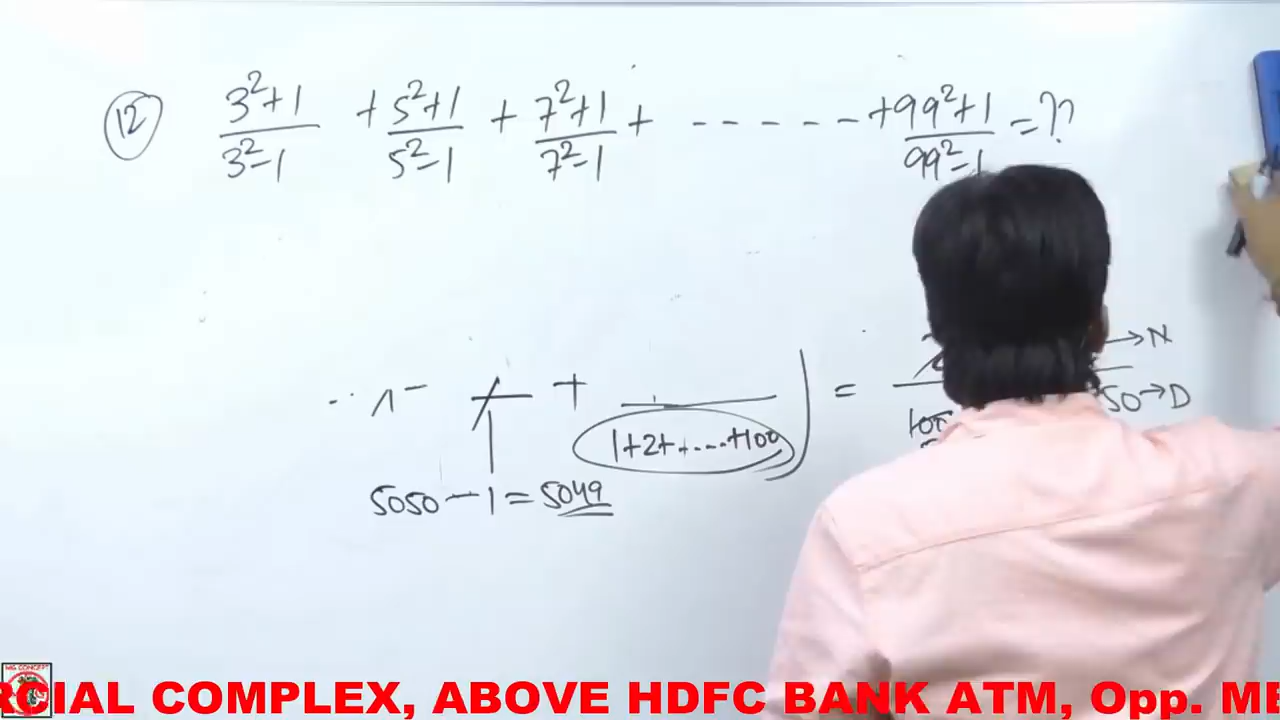 12 (3²+1)/(3²-1) + (5²+1)/(5²-1) + (7²+1)/(7²-1) + ------ + (99²+1)/(99²-1) = ??
+ = → N
1+2+.....+100 50→D
5050 - 1 = 5049
RCIAL COMPLEX, ABOVE HDFC BANK ATM, Opp. ME